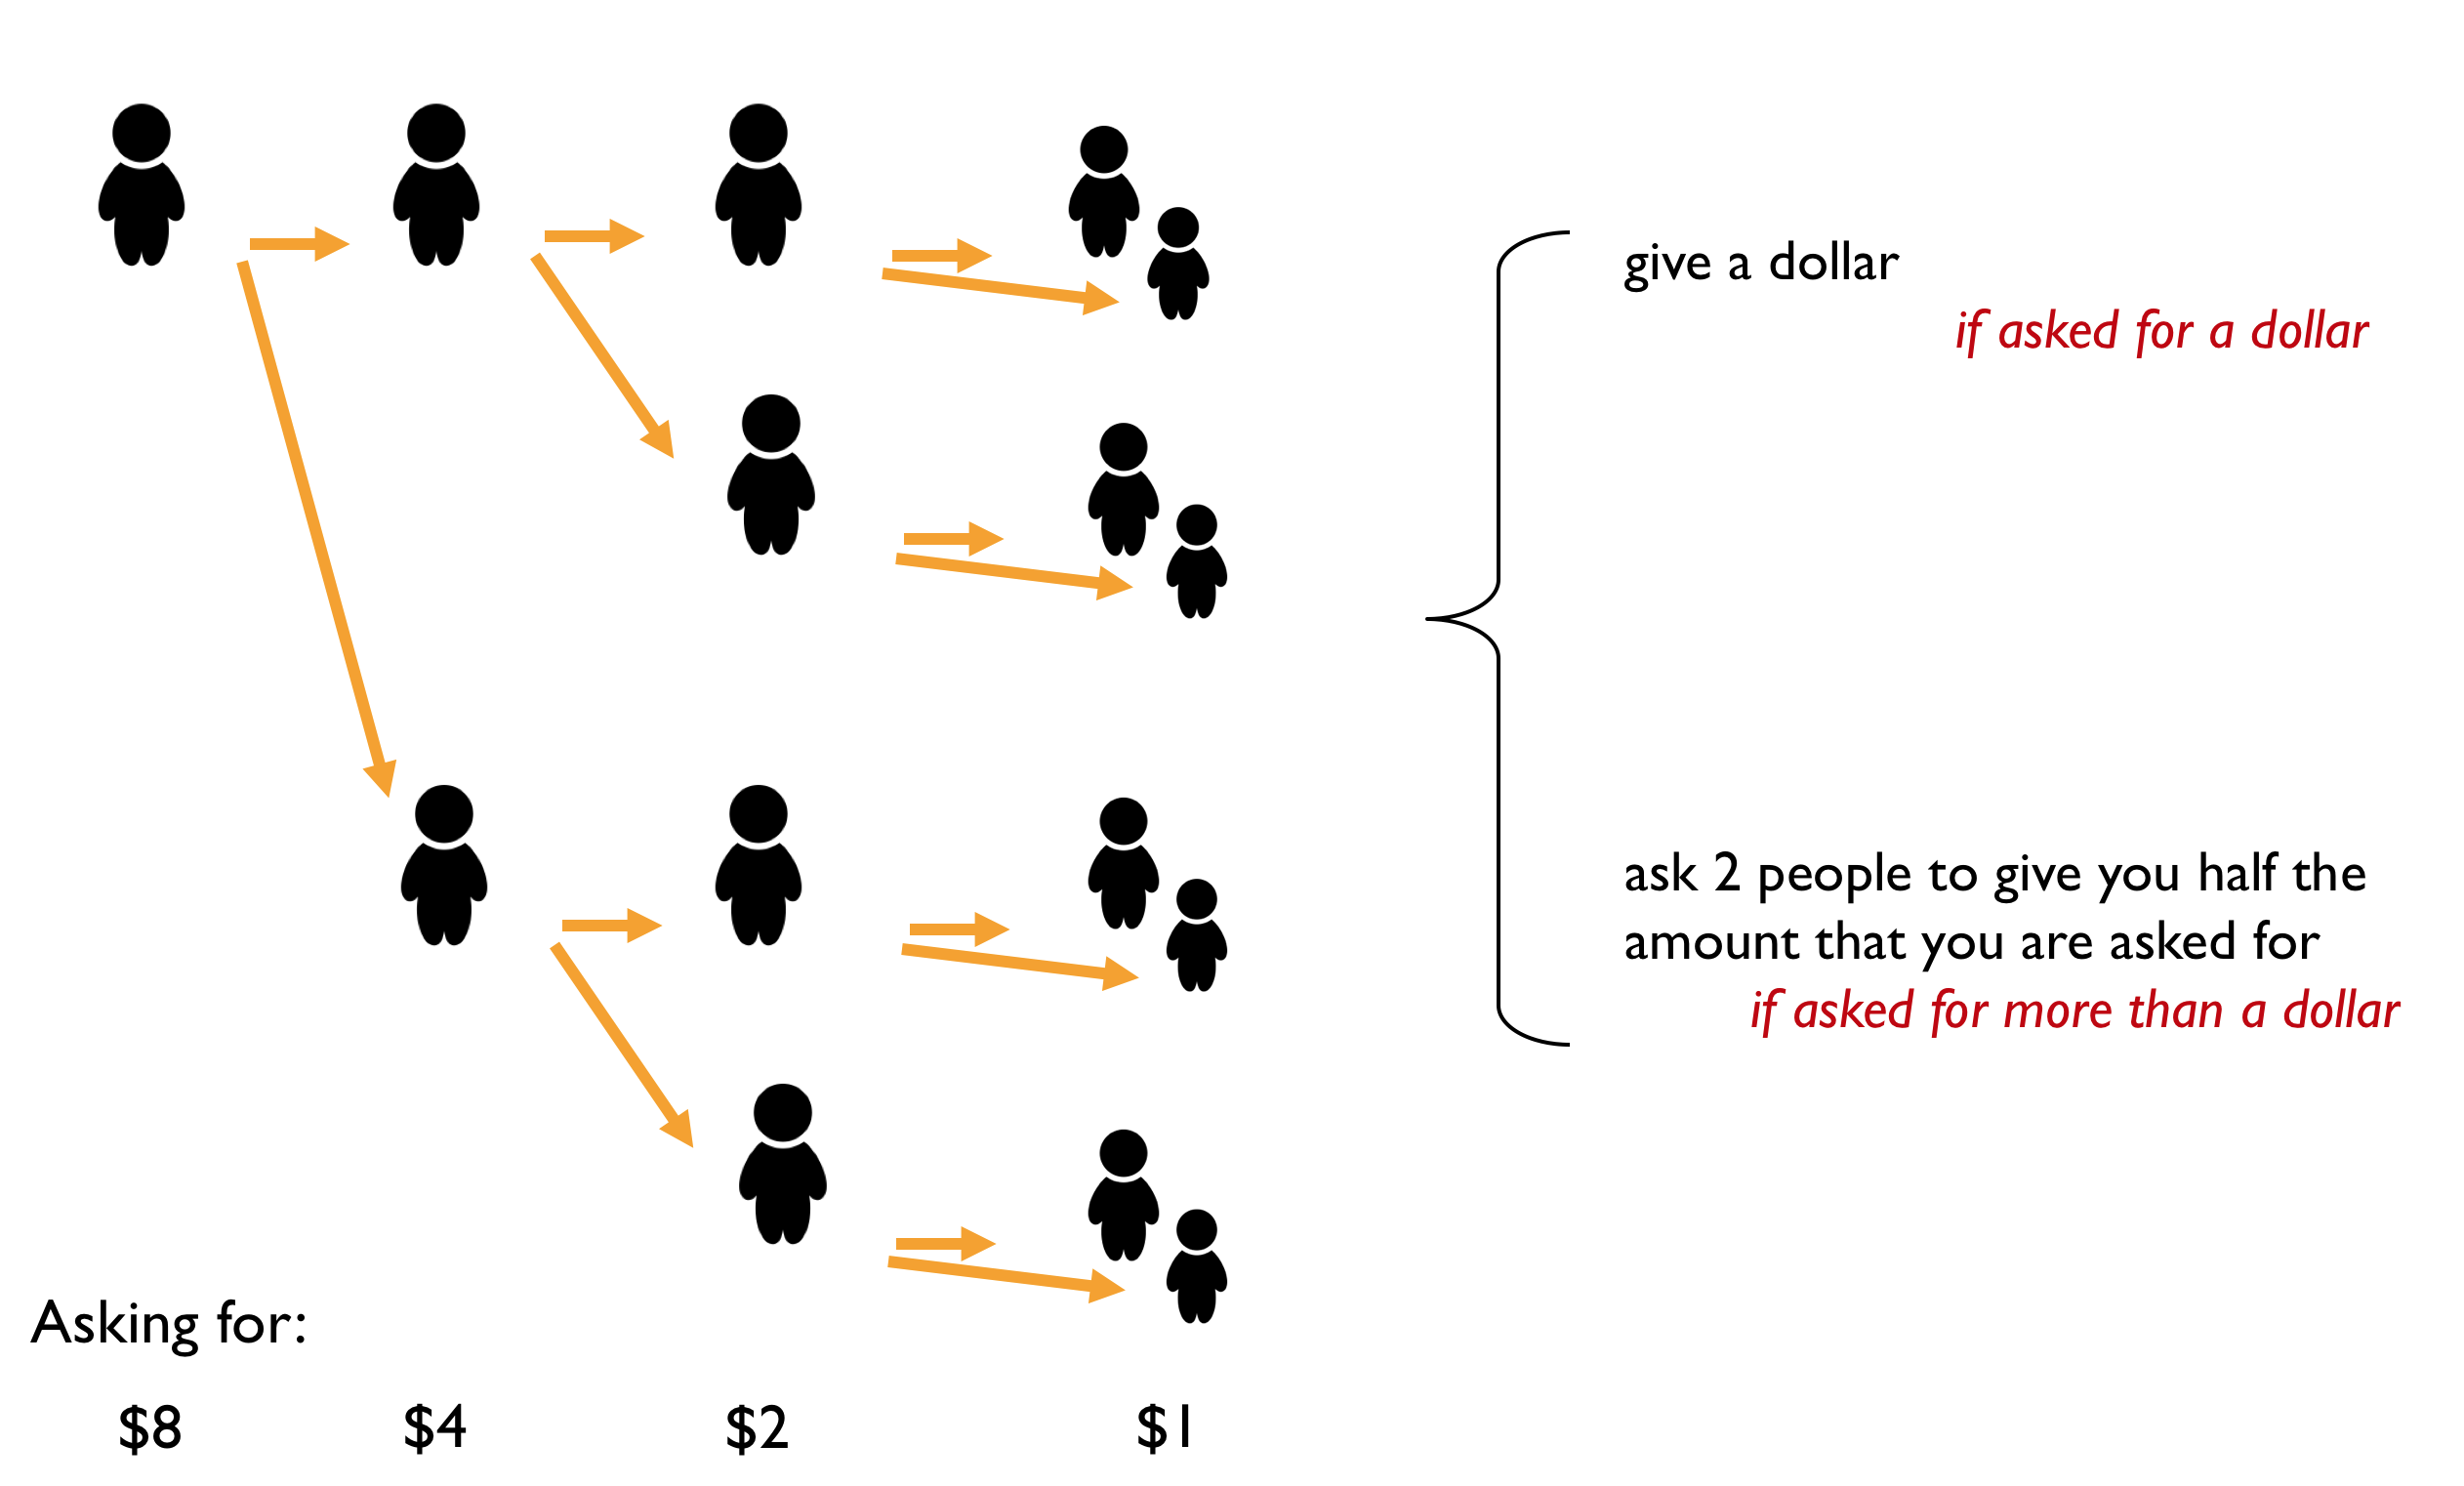 give a dollar
if asked for a dollar
ask 2 people to give you half the
amount that you are asked for
if asked for more than a dollar
Asking for:
$8 $4 $2 $1